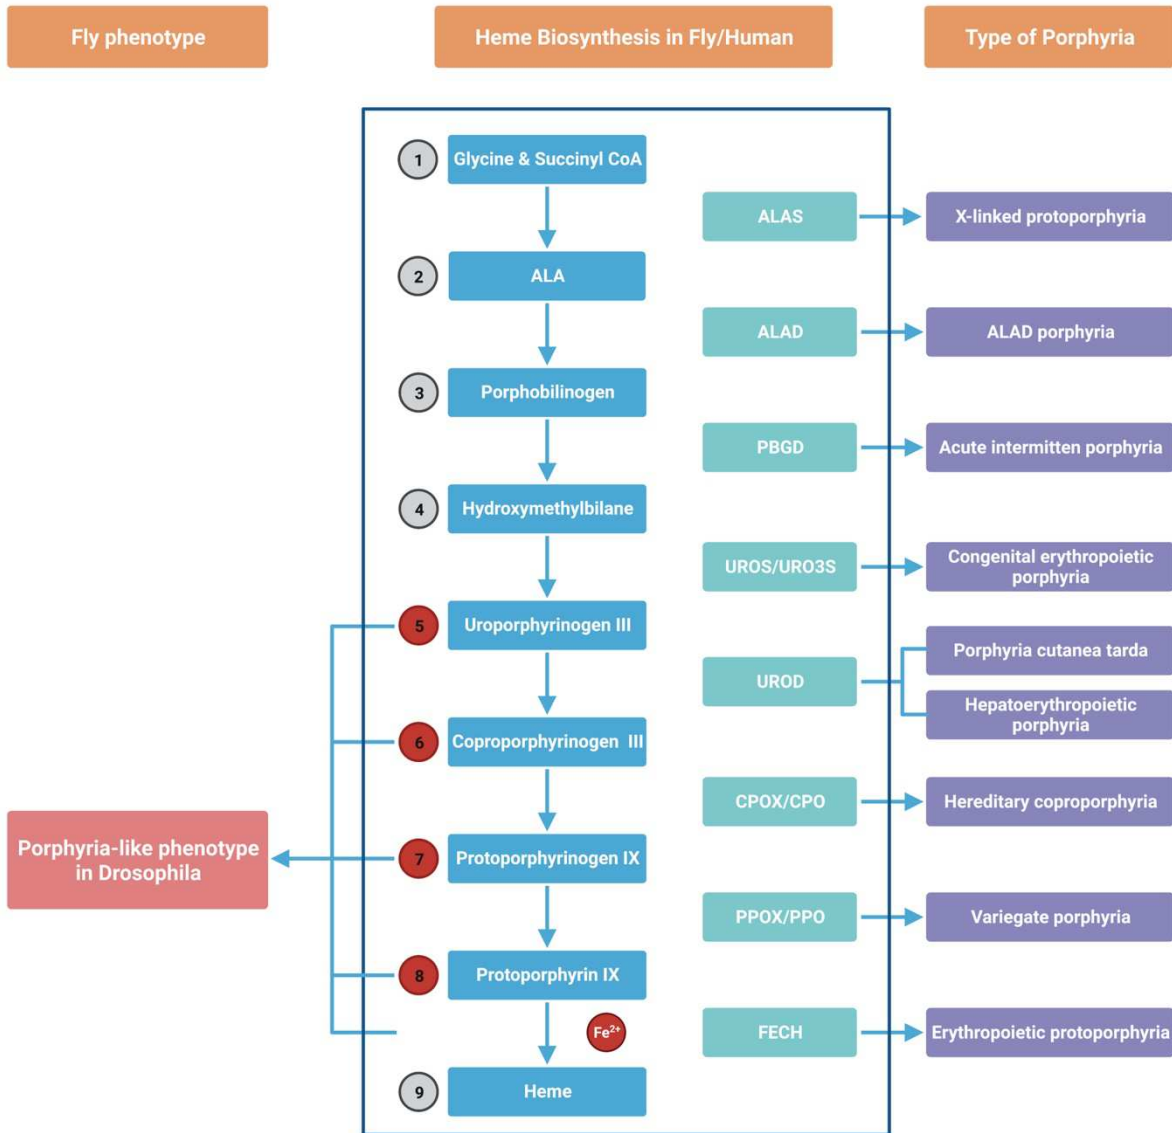 Fly phenotype
Heme Biosynthesis in Fly/Human
Type of Porphyria
1
Glycine & Succinyl CoA
ALAS
X-linked protoporphyria
2
ALA
ALAD
ALAD porphyria
3
Porphobilinogen
PBGD
Acute intermitten porphyria
4
Hydroxymethylbilane
UROS/URO3S
Congenital erythropoietic
porphyria
5
Uroporphyrinogen III
UROD
Porphyria cutanea tarda
Hepatoerythropoietic
porphyria
6
Coproporphyrinogen III
CPOX/CPO
Hereditary coproporphyria
Porphyria-like phenotype
in Drosophila
7
Protoporphyrinogen IX
PPOX/PPO
Variegate porphyria
8
Protoporphyrin IX
Fe²⁺
FECH
Erythropoietic protoporphyria
9
Heme